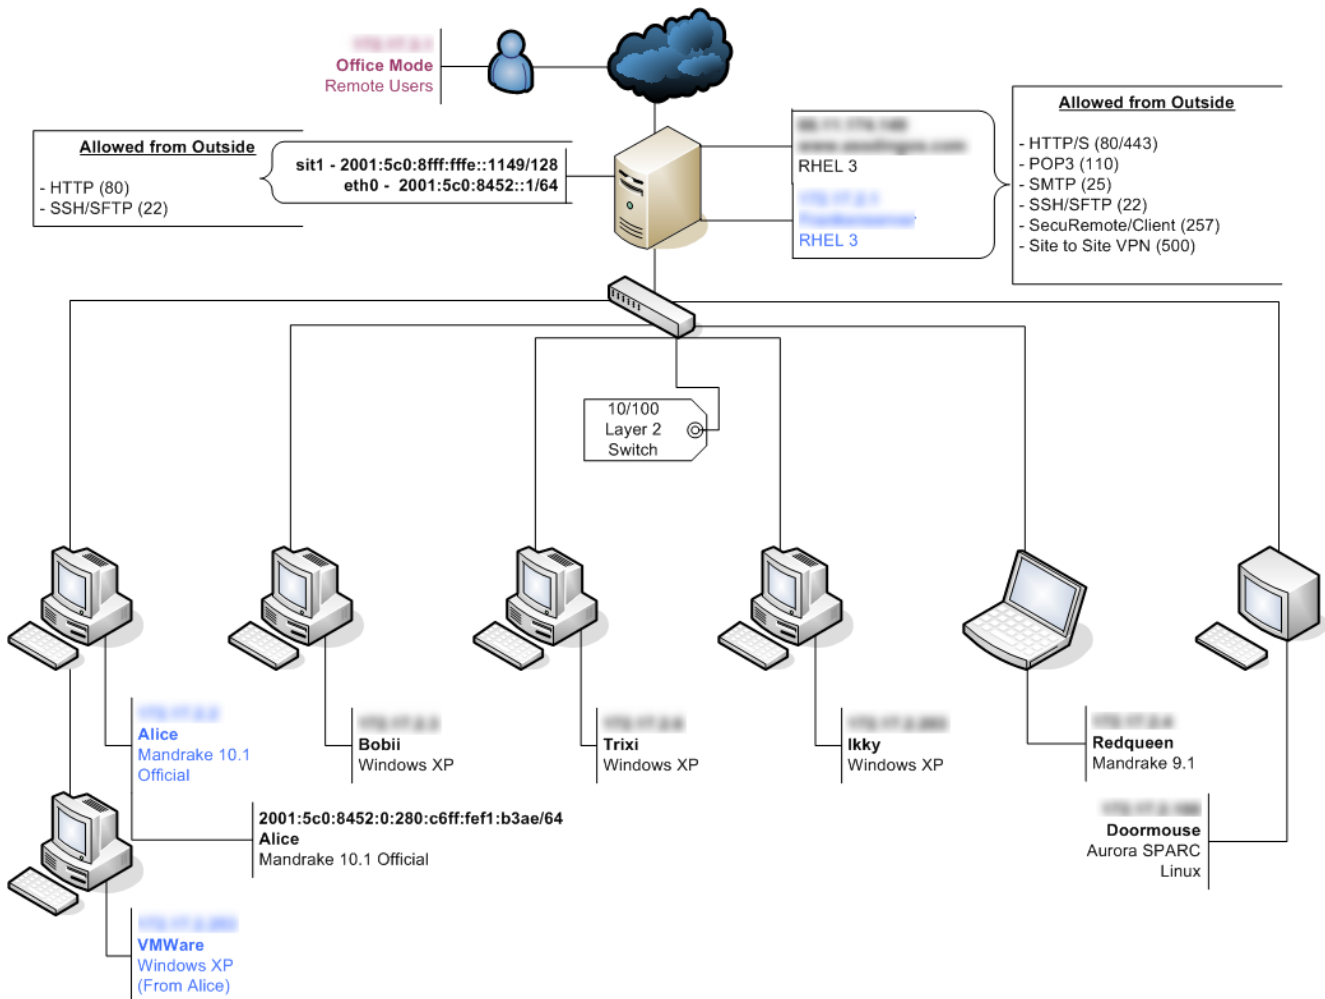 Office Mode
Remote Users
Allowed from Outside
- HTTP (80)
- SSH/SFTP (22)
sit1 - 2001:5c0:8fff:fffe::1149/128
eth0 - 2001:5c0:8452::1/64
RHEL 3
RHEL 3
Allowed from Outside
- HTTP/S (80/443)
- POP3 (110)
- SMTP (25)
- SSH/SFTP (22)
- SecuRemote/Client (257)
- Site to Site VPN (500)
10/100
Layer 2
Switch
Alice
Mandrake 10.1
Official
Bobii
Windows XP
Trixi
Windows XP
Ikky
Windows XP
Redqueen
Mandrake 9.1
2001:5c0:8452:0:280:c6ff:fef1:b3ae/64
Alice
Mandrake 10.1 Official
Doormouse
Aurora SPARC
Linux
VMWare
Windows XP
(From Alice)